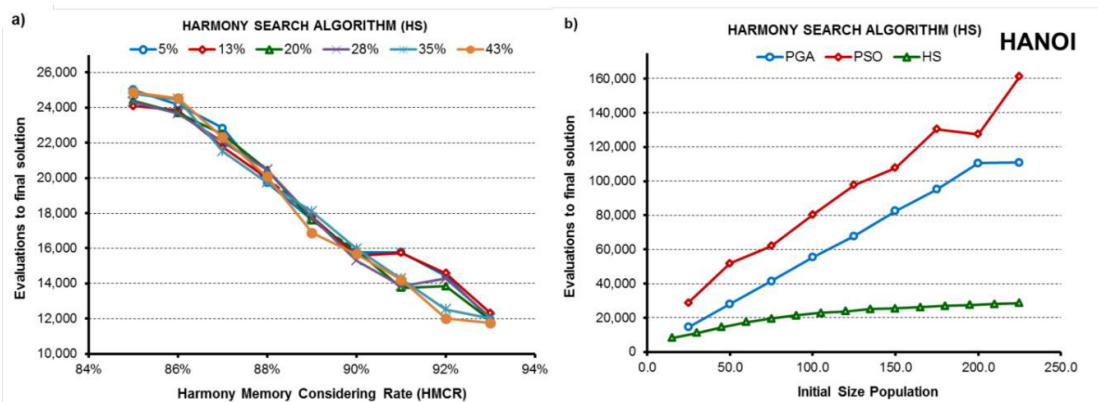 a)
HARMONY SEARCH ALGORITHM (HS)
5% 13% 20% 28% 35% 43%
Evaluations to final solution
26,000
24,000
22,000
20,000
18,000
16,000
14,000
12,000
10,000
84% 86% 88% 90% 92% 94%
Harmony Memory Considering Rate (HMCR)
b)
HARMONY SEARCH ALGORITHM (HS)
HANOI
PGA PSO HS
Evaluations to final solution
160,000
140,000
120,000
100,000
80,000
60,000
40,000
20,000
0
0.0 50.0 100.0 150.0 200.0 250.0
Initial Size Population